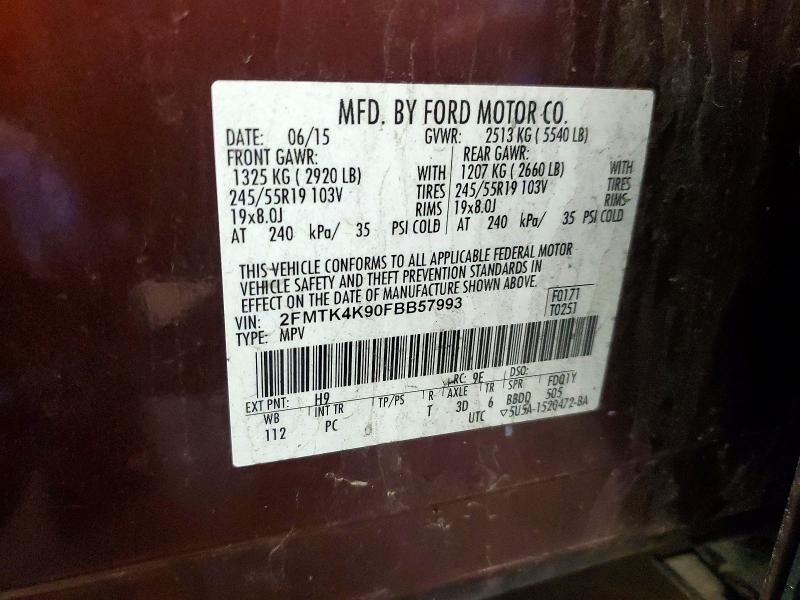 MFD. BY FORD MOTOR CO.
DATE: 06/15 GVWR: 2513 KG ( 5540 LB)
FRONT GAWR: REAR GAWR:
1325 KG ( 2920 LB) WITH 1207 KG ( 2660 LB) WITH
245/55R19 103V TIRES 245/55R19 103V TIRES
19x8.0J RIMS 19x8.0J RIMS
AT 240 kPa/ 35 PSI COLD AT 240 kPa/ 35 PSI COLD
THIS VEHICLE CONFORMS TO ALL APPLICABLE FEDERAL MOTOR
VEHICLE SAFETY AND THEFT PREVENTION STANDARDS IN
EFFECT ON THE DATE OF MANUFACTURE SHOWN ABOVE.
VIN: 2FMTK4K90FBB57993 F0171
TYPE: MPV T0251
EXT PNT: H9 RC: 9E DSO: FDQ1Y
WB INT TR TP/PS R AXLE TR SPR 505
112 PC T 3D 6 BBDD
UTC ▽5U5A-1520472-BA